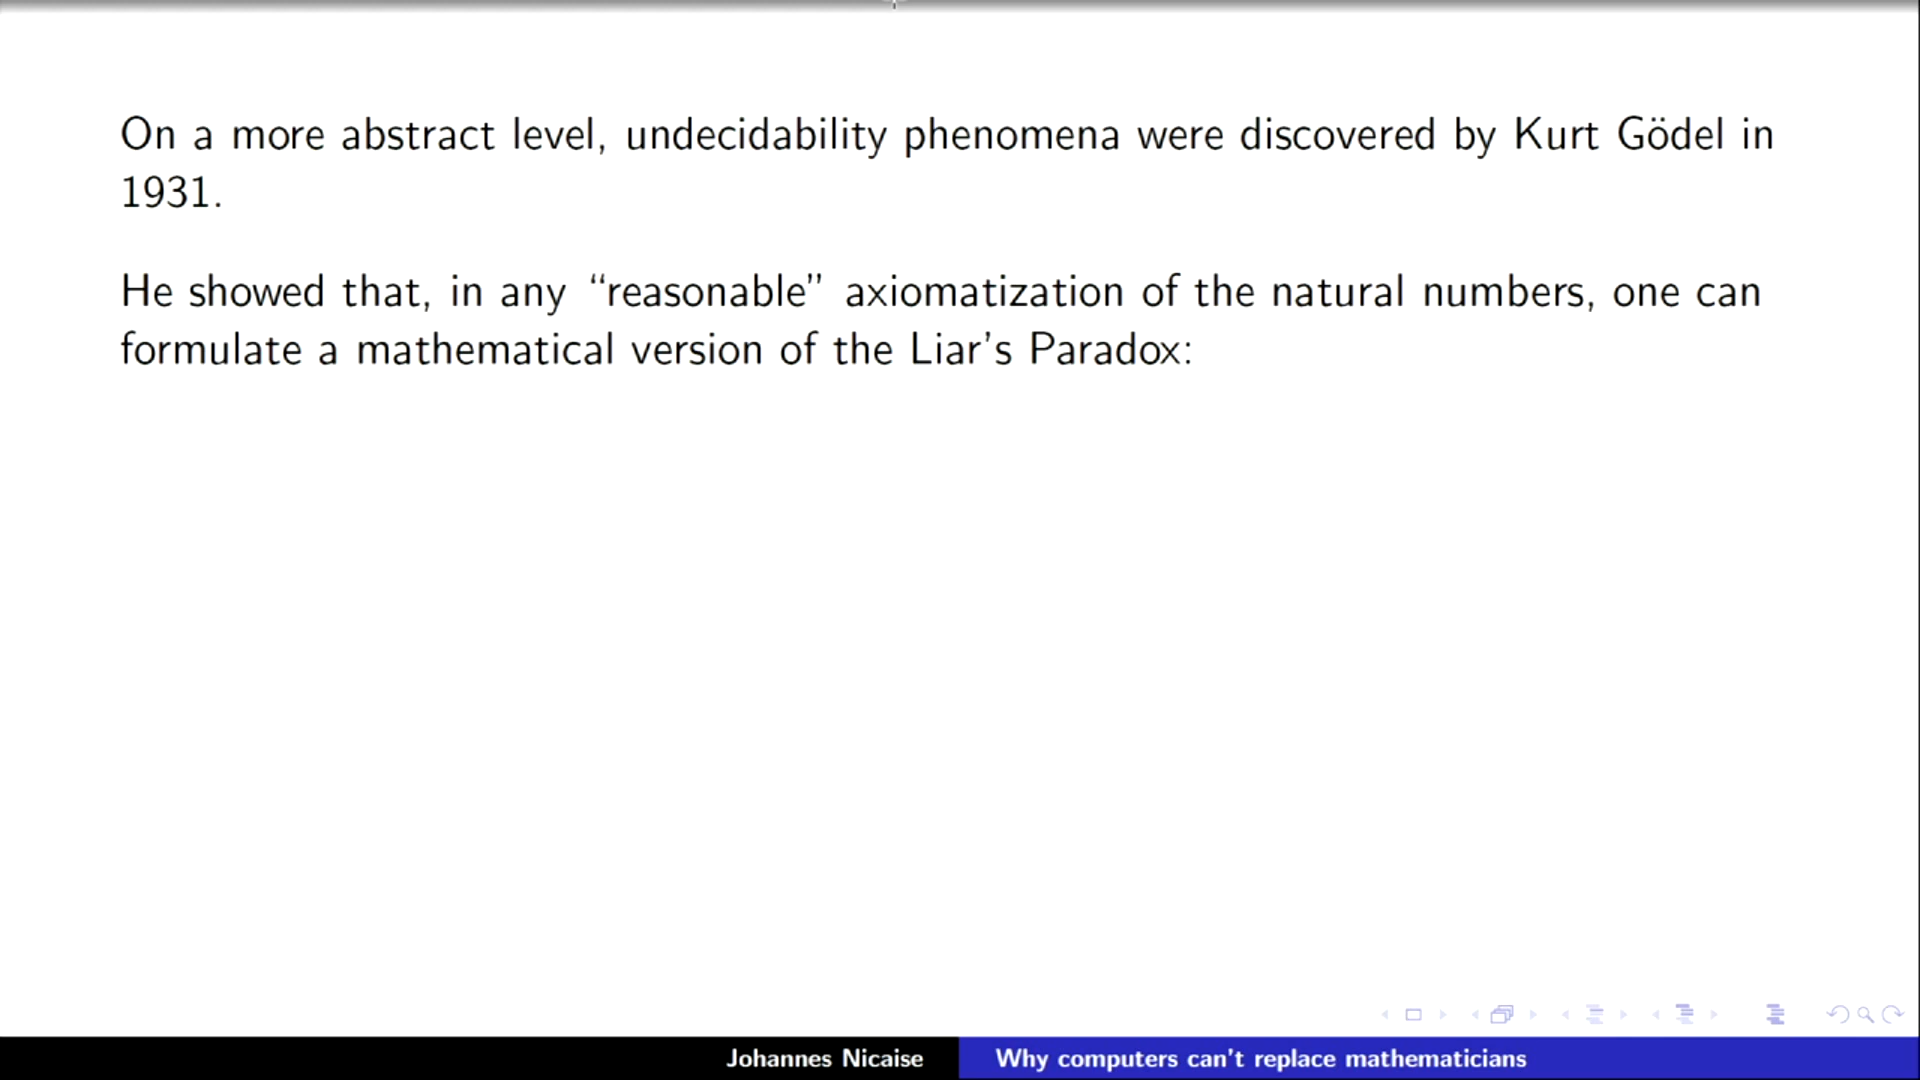 On a more abstract level, undecidability phenomena were discovered by Kurt Gödel in
1931.
He showed that, in any “reasonable” axiomatization of the natural numbers, one can
formulate a mathematical version of the Liar’s Paradox:
Johannes Nicaise
Why computers can’t replace mathematicians